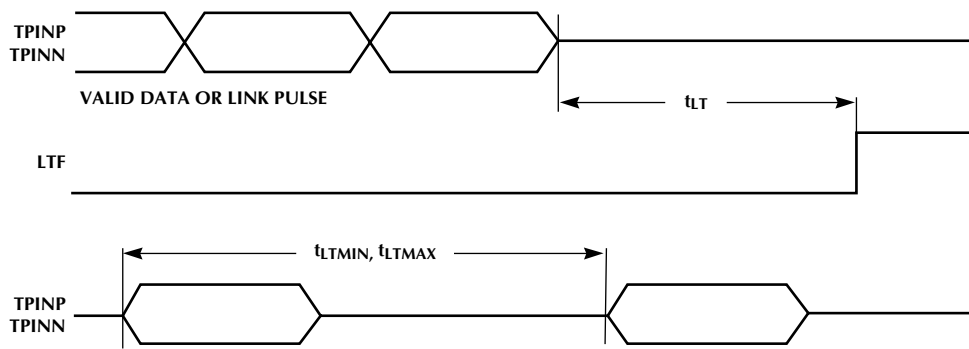 TPINP
TPINN
VALID DATA OR LINK PULSE
tLT
LTF
tLTMIN, tLTMAX
TPINP
TPINN